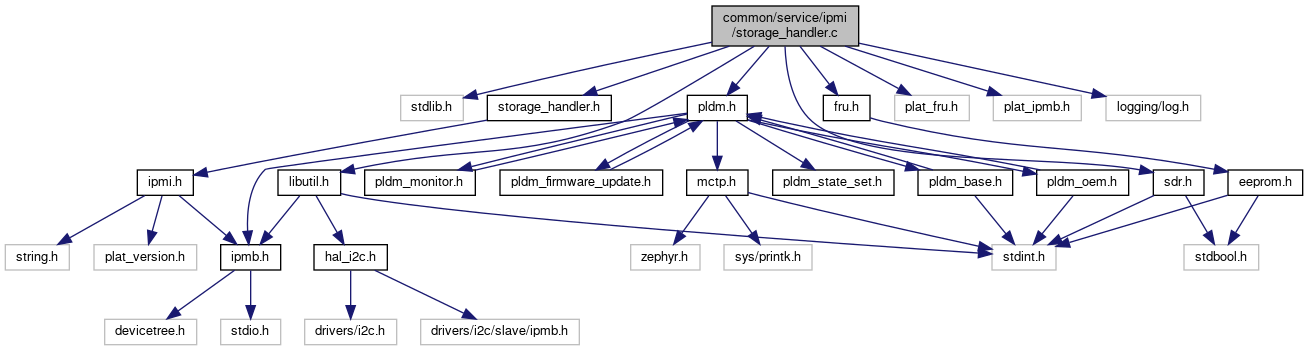 common/service/ipmi
/storage_handler.c
stdlib.h
storage_handler.h
pldm.h
fru.h
plat_fru.h
plat_ipmb.h
logging/log.h
ipmi.h
libutil.h
pldm_monitor.h
pldm_firmware_update.h
mctp.h
pldm_state_set.h
pldm_base.h
pldm_oem.h
sdr.h
eeprom.h
string.h
plat_version.h
ipmb.h
hal_i2c.h
zephyr.h
sys/printk.h
stdint.h
stdbool.h
devicetree.h
stdio.h
drivers/i2c.h
drivers/i2c/slave/ipmb.h